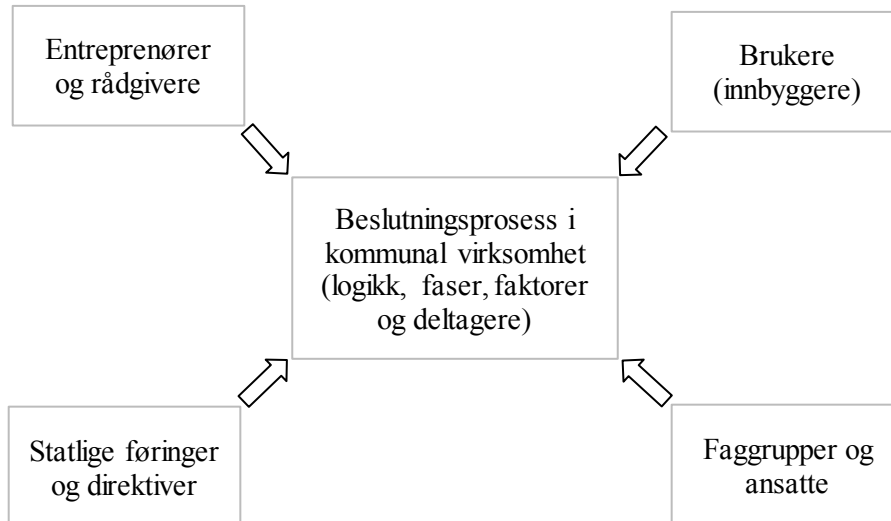 Entreprenører
og rådgivere
Brukere
(innbyggere)
Beslutningsprosess i
kommunal virksomhet
(logikk, faser, faktorer
og deltagere)
Statlige føringer
og direktiver
Faggrupper og
ansatte